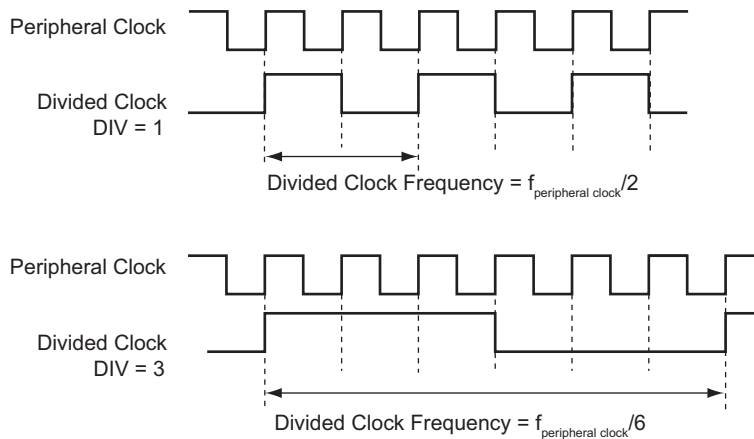 Peripheral Clock
Divided Clock
DIV = 1
Divided Clock Frequency = fperipheral clock/2
Peripheral Clock
Divided Clock
DIV = 3
Divided Clock Frequency = fperipheral clock/6